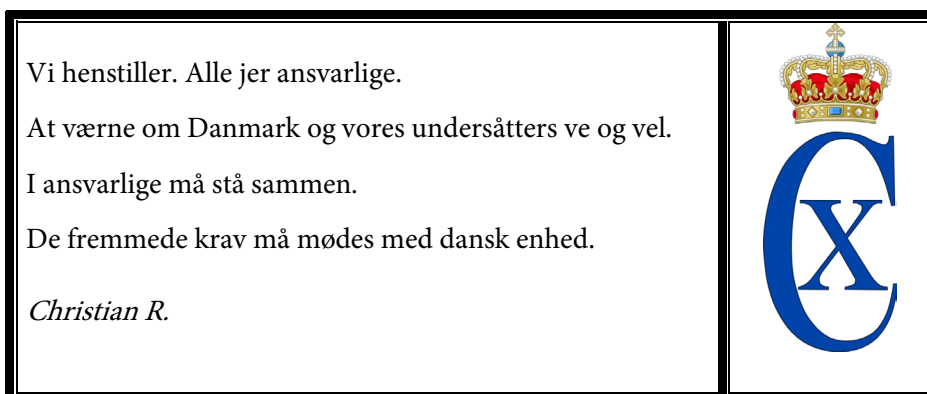 Vi henstiller. Alle jer ansvarlige.
At værne om Danmark og vores undersåtters ve og vel.
I ansvarlige må stå sammen.
De fremmede krav må mødes med dansk enhed.
Christian R.
C X